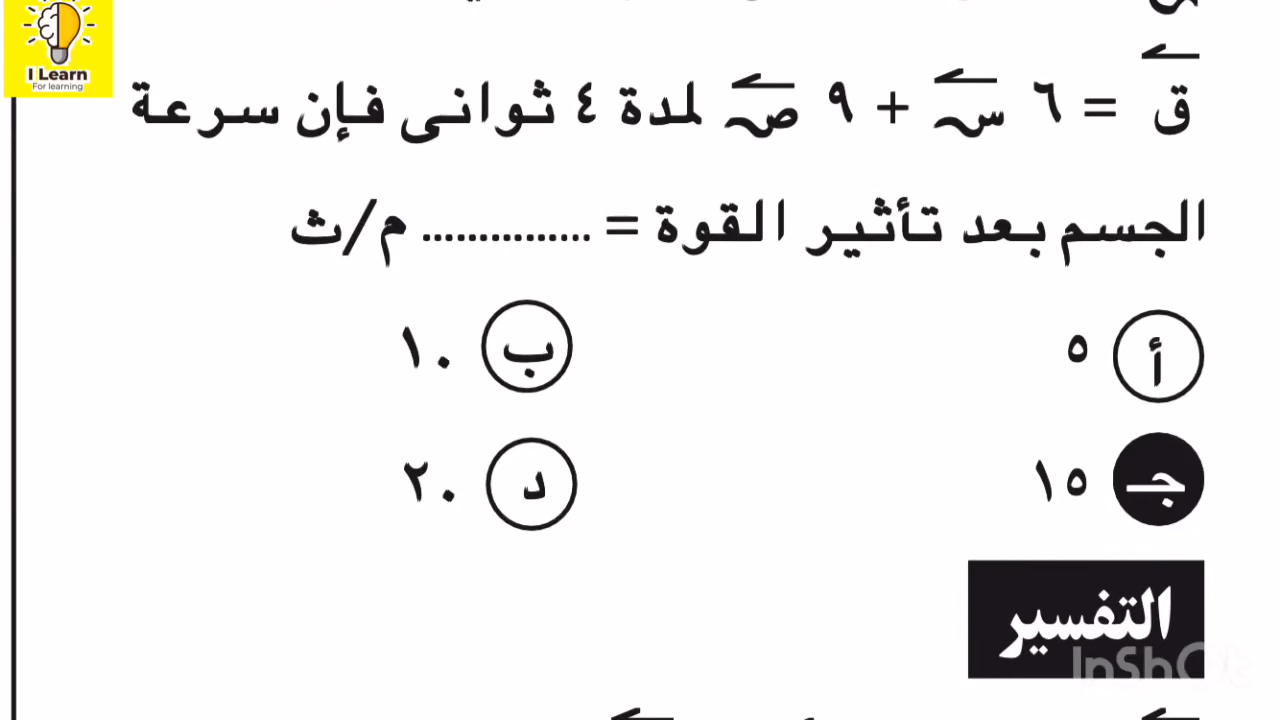 I Learn
For learning
ق = ٦ س + ٩ ص لمدة ٤ ثوانى فإن سرعة
الجسم بعد تأثير القوة = ............... م/ث
أ ٥
ب ١٠
جـ ١٥
د ٢٠
التفسير
InShOt